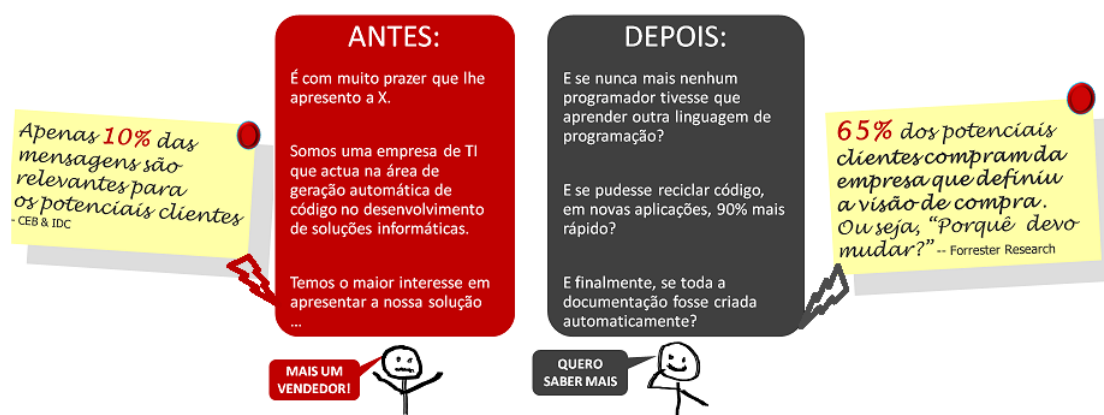 Apenas 10% das
mensagens são
relevantes para
os potenciais clientes
- CEB & IDC
ANTES:
É com muito prazer que lhe
apresento a X.
Somos uma empresa de TI
que actua na área de
geração automática de
código no desenvolvimento
de soluções informáticas.
Temos o maior interesse em
apresentar a nossa solução
...
MAIS UM
VENDEDOR!
DEPOIS:
E se nunca mais nenhum
programador tivesse que
aprender outra linguagem de
programação?
E se pudesse reciclar código,
em novas aplicações, 90% mais
rápido?
E finalmente, se toda a
documentação fosse criada
automaticamente?
QUERO
SABER MAIS
65% dos potenciais
clientes compram da
empresa que definiu
a visão de compra.
Ou seja, “Porquê devo
mudar?” -- Forrester Research